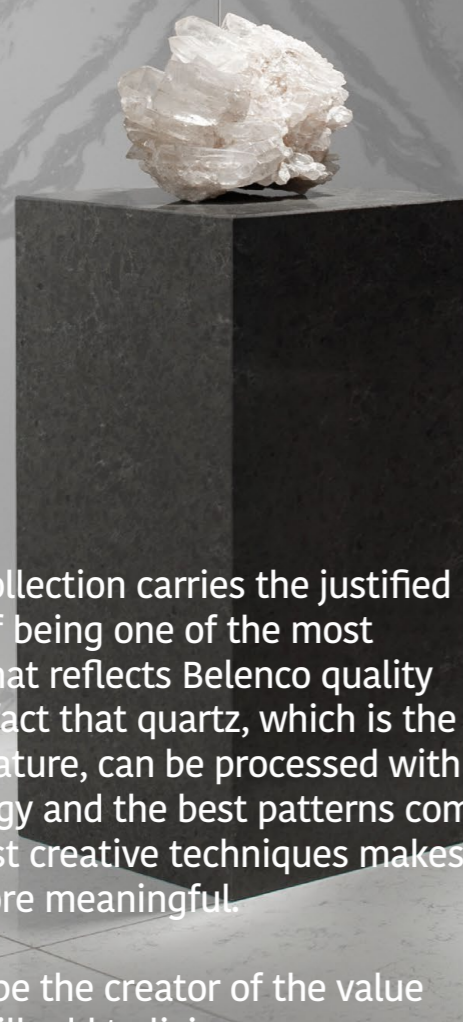 ollection carries the justified
f being one of the most
hat reflects Belenco quality
act that quartz, which is the
ature, can be processed with
gy and the best patterns com
st creative techniques makes
ore meaningful.
be the creator of the value